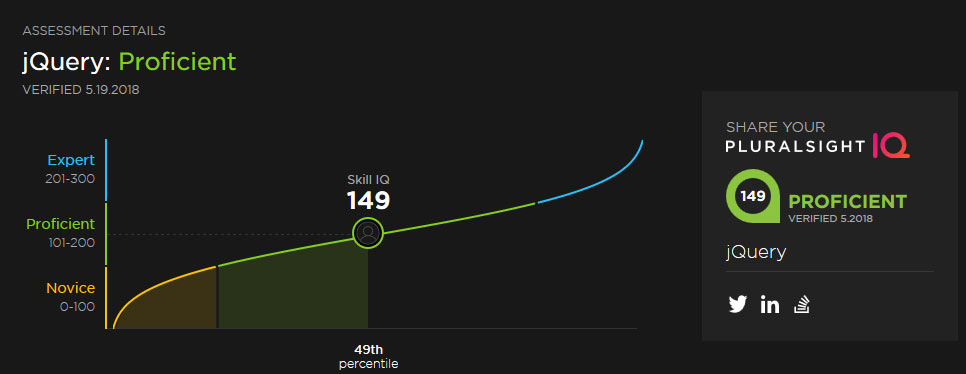 ASSESSMENT DETAILS
jQuery: Proficient
VERIFIED 5.19.2018
Expert
201-300
Proficient
101-200
Novice
0-100
Skill IQ
149
49th
percentile
SHARE YOUR
PLURALSIGHT IQ
149
PROFICIENT
VERIFIED 5.2018
jQuery
in